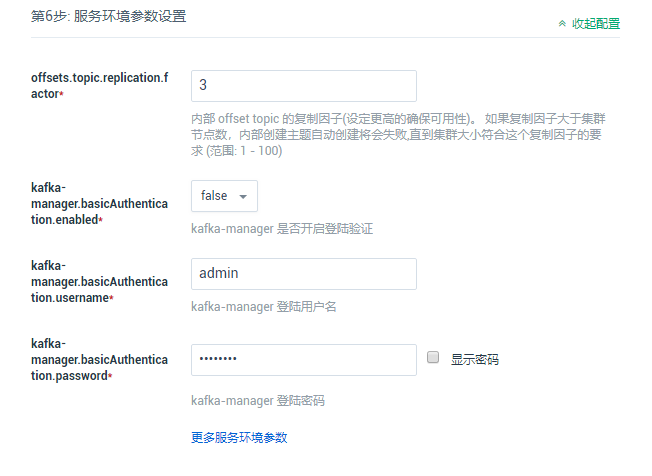 第6步: 服务环境参数设置
收起配置
offsets.topic.replication.f
actor*
3
内部 offset topic 的复制因子(设定更高的确保可用性)。 如果复制因子大于集群
节点数，内部创建主题自动创建将会失败,直到集群大小符合这个复制因子的要
求 (范围: 1 - 100)
kafka-
manager.basicAuthentica
tion.enabled*
false
kafka-manager 是否开启登陆验证
kafka-
manager.basicAuthentica
tion.username*
admin
kafka-manager 登陆用户名
kafka-
manager.basicAuthentica
tion.password*
••••••••
显示密码
kafka-manager 登陆密码
更多服务环境参数